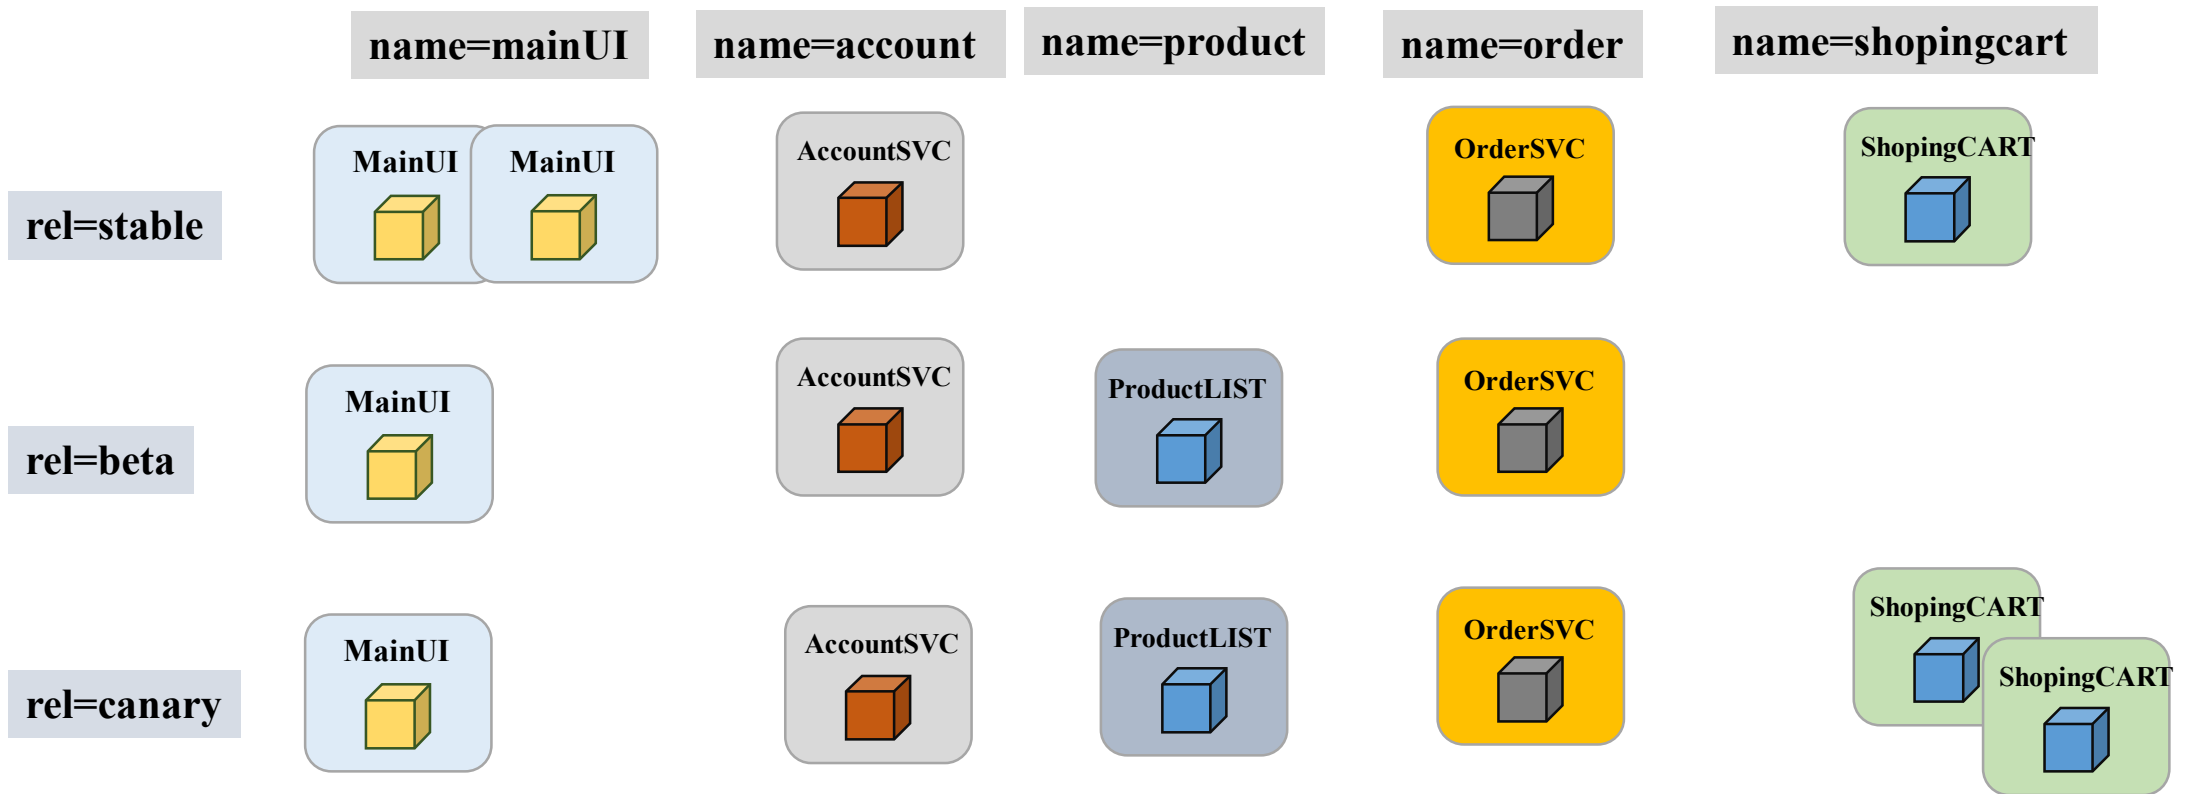 name=mainUI
name=account
name=product
name=order
name=shopingcart
rel=stable
MainUI
MainUI
AccountSVC
OrderSVC
ShopingCART
rel=beta
MainUI
AccountSVC
ProductLIST
OrderSVC
rel=canary
MainUI
AccountSVC
ProductLIST
OrderSVC
ShopingCART
ShopingCART